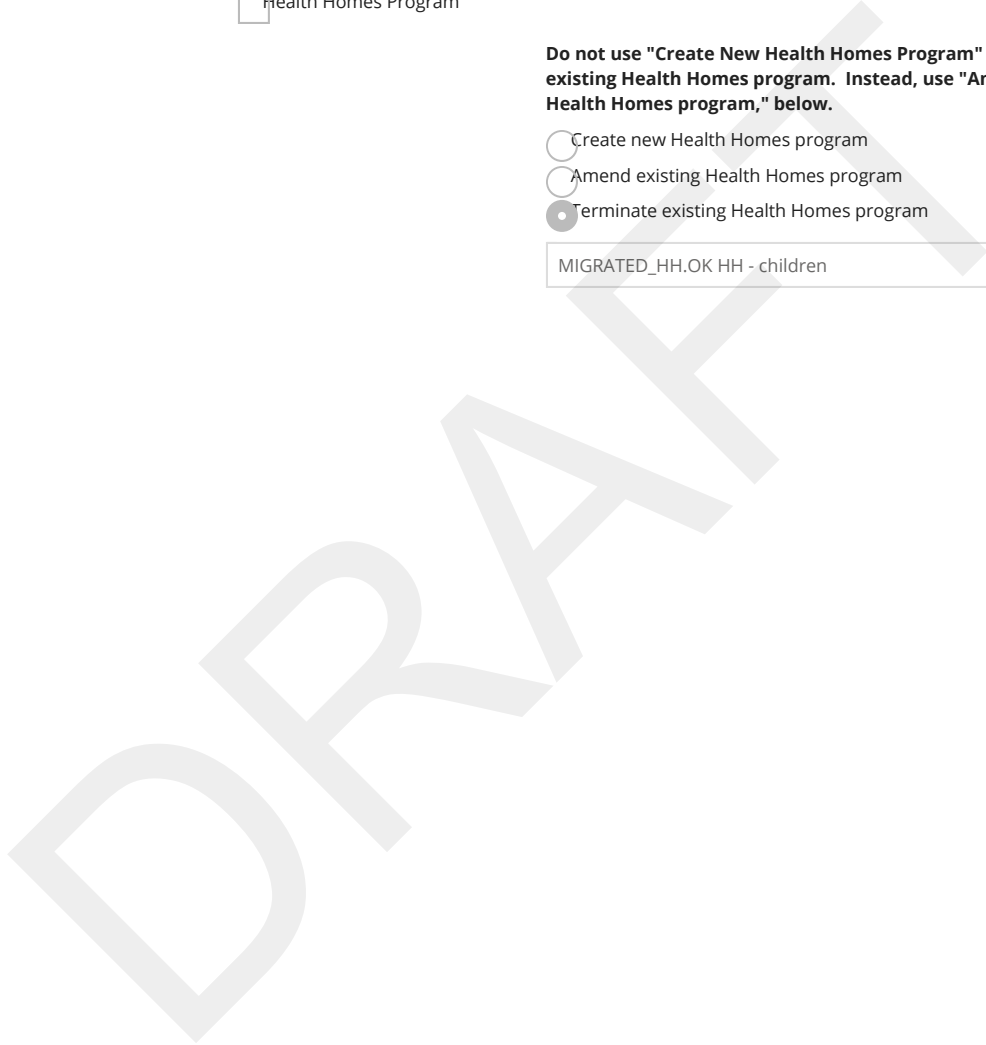 Health Homes Program
Do not use "Create New Health Homes Program"
existing Health Homes program.  Instead, use
Health Homes program," below.
Create new Health Homes program
Amend existing Health Homes program
Terminate existing Health Homes program
MIGRATED_HH.OK HH - children
DRAFT